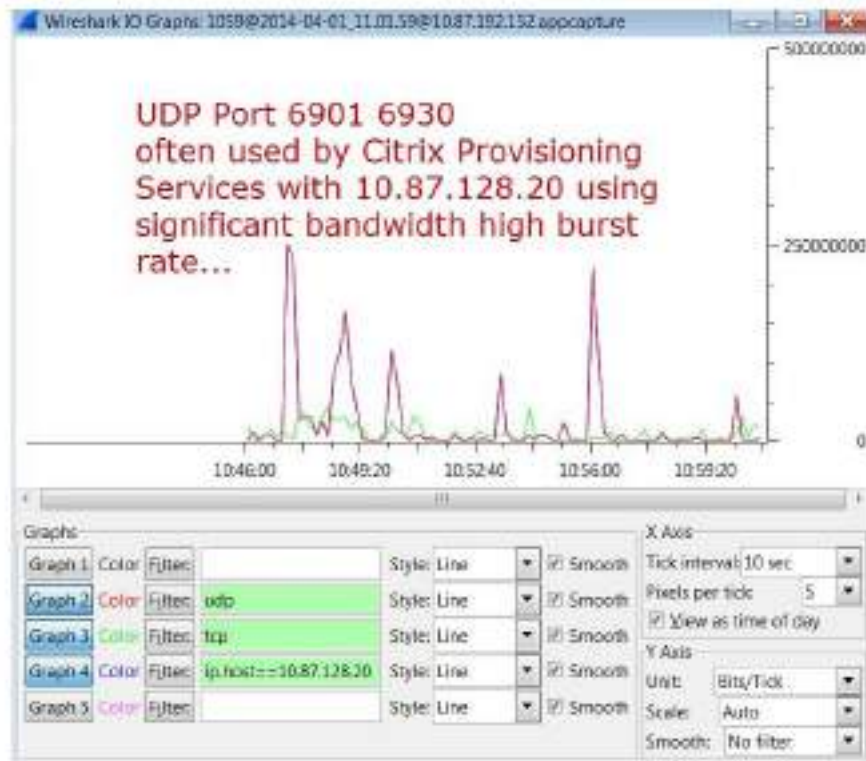 Wireshark IO Graphs: 1059@2014-04-01_11.01.59@10.87.192.152.appcapture
500000000
UDP Port 6901 6930
often used by Citrix Provisioning
Services with 10.87.128.20 using
significant bandwidth high burst
rate...
250000000
0
10:46:00 10:49:20 10:52:40 10:56:00 10:59:20
Graphs
Graph 1 Color Filter: Style: Line Smooth
Graph 2 Color Filter: udp Style: Line Smooth
Graph 3 Color Filter: tcp Style: Line Smooth
Graph 4 Color Filter: ip.host==10.87.128.20 Style: Line Smooth
Graph 5 Color Filter: Style: Line Smooth
X Axis
Tick interval: 10 sec
Pixels per tick: 5
View as time of day
Y Axis
Unit: Bits/Tick
Scale: Auto
Smooth: No filter